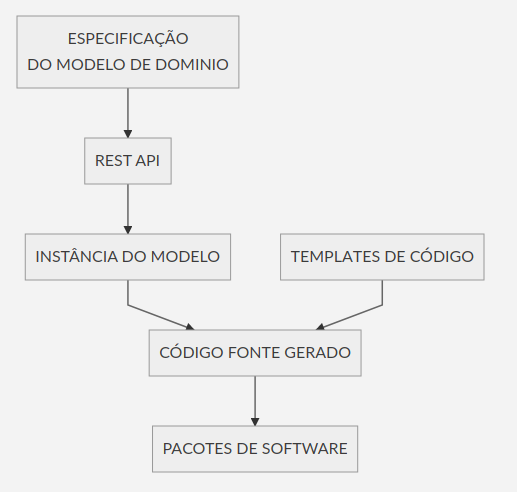 ESPECIFICAÇÃO
DO MODELO DE DOMINIO
REST API
INSTÂNCIA DO MODELO
TEMPLATES DE CÓDIGO
CÓDIGO FONTE GERADO
PACOTES DE SOFTWARE